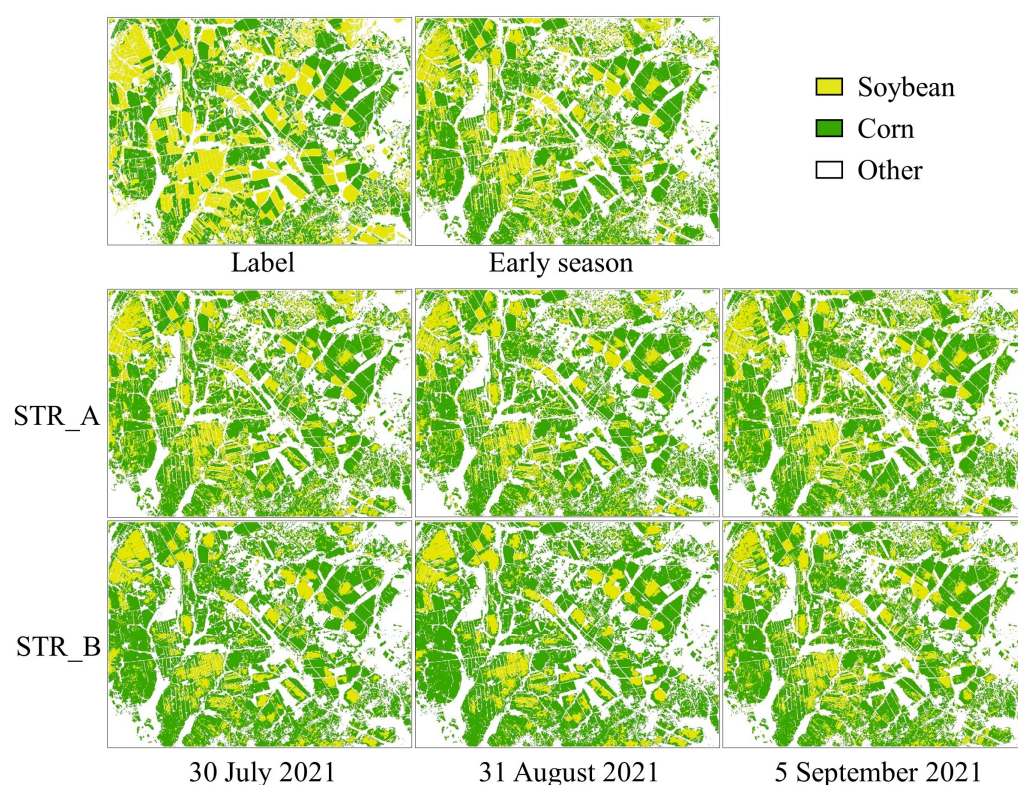 Soybean
Corn
Other
Label
Early season
STR_A
STR_B
30 July 2021
31 August 2021
5 September 2021